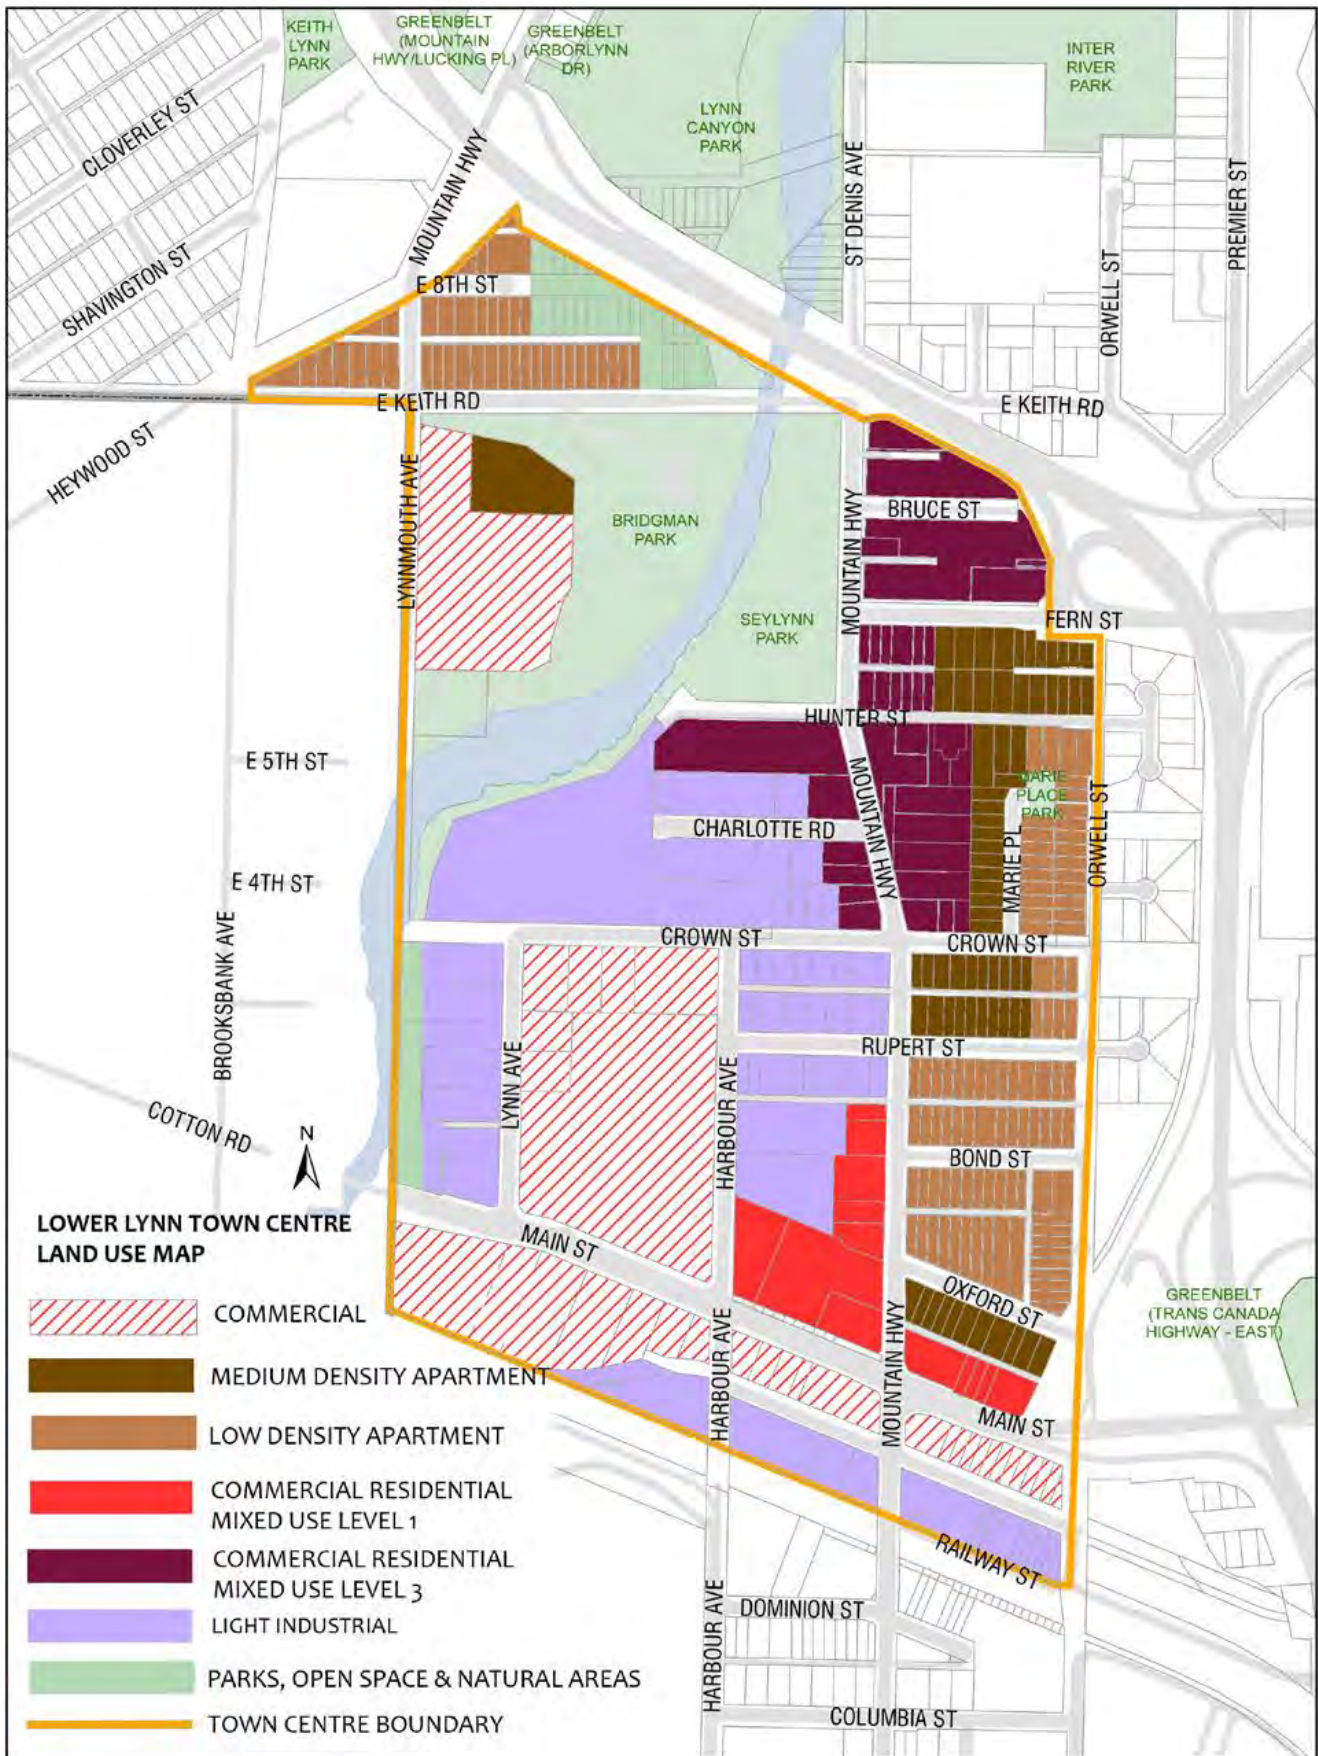 KEITH
LYNN
PARK
GREENBELT
(MOUNTAIN
HWY/LUCKING PL)
GREENBELT
(ARBORLYNN
DR)
INTER
RIVER
PARK
LYNN
CANYON
PARK
CLOVERLEY ST
MOUNTAIN HWY
ST DENIS AVE
PREMIER ST
SHAVINGTON ST
E 8TH ST
ORWELL ST
E KEITH RD
E KEITH RD
HEYWOOD ST
LYNNMOUTH AVE
BRIDGMAN
PARK
MOUNTAIN HWY
BRUCE ST
SEYLYNN
PARK
FERN ST
HUNTER ST
E 5TH ST
MOUNTAIN HWY
MARIE
PLACE
PARK
CHARLOTTE RD
MARIE PL
ORWELL ST
E 4TH ST
BROOKSBANK AVE
CROWN ST
CROWN ST
LYNN AVE
HARBOUR AVE
RUPERT ST
COTTON RD
N
BOND ST
LOWER LYNN TOWN CENTRE
LAND USE MAP
MAIN ST
OXFORD ST
GREENBELT
(TRANS CANADA
HIGHWAY - EAST)
COMMERCIAL
HARBOUR AVE
MOUNTAIN HWY
MEDIUM DENSITY APARTMENT
MAIN ST
LOW DENSITY APARTMENT
COMMERCIAL RESIDENTIAL
MIXED USE LEVEL 1
RAILWAY ST
COMMERCIAL RESIDENTIAL
MIXED USE LEVEL 3
HARBOUR AVE
DOMINION ST
LIGHT INDUSTRIAL
PARKS, OPEN SPACE & NATURAL AREAS
COLUMBIA ST
TOWN CENTRE BOUNDARY